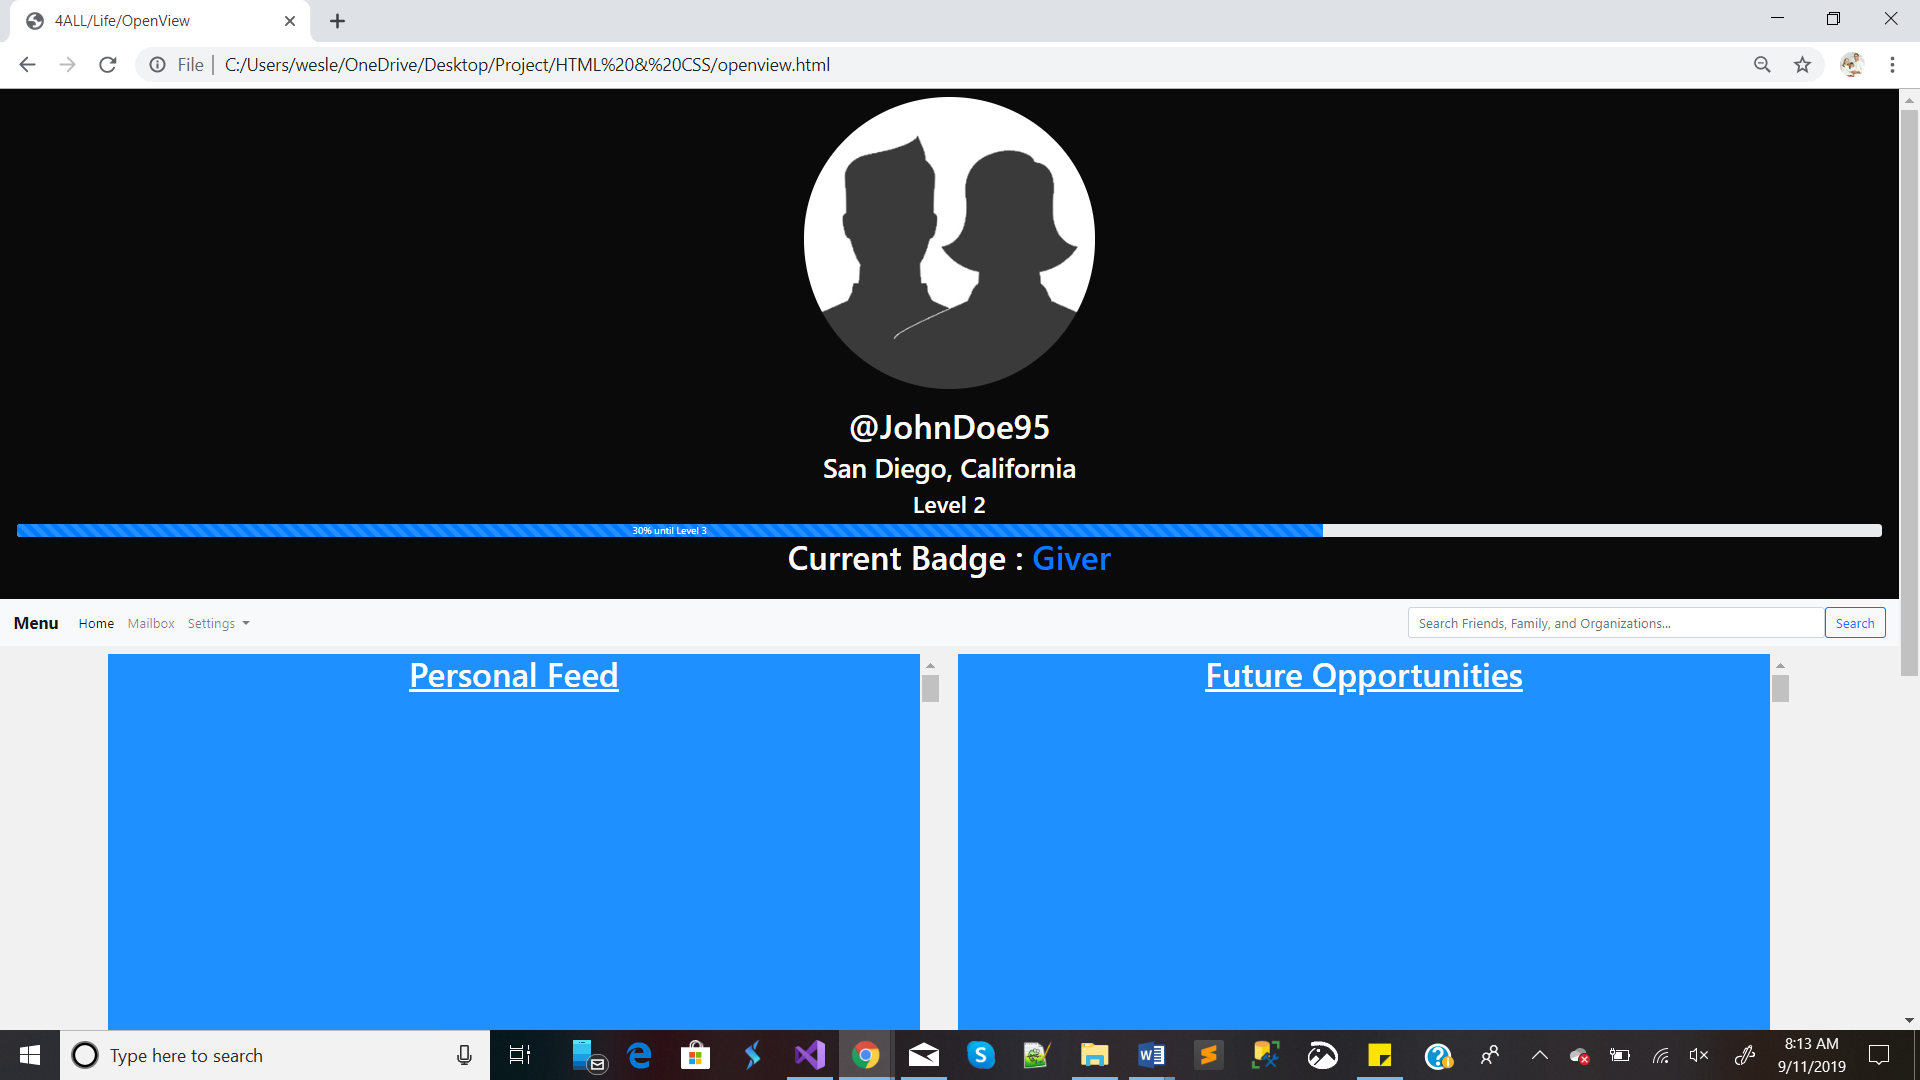 4ALL/Life/OpenView
File | C:/Users/wesle/OneDrive/Desktop/Project/HTML%20&%20CSS/openview.html
@JohnDoe95
San Diego, California
Level 2
30% until Level 3
Current Badge : Giver
Menu Home Mailbox Settings Search Friends, Family, and Organizations... Search
Personal Feed
Future Opportunities
Type here to search
8:13 AM
9/11/2019